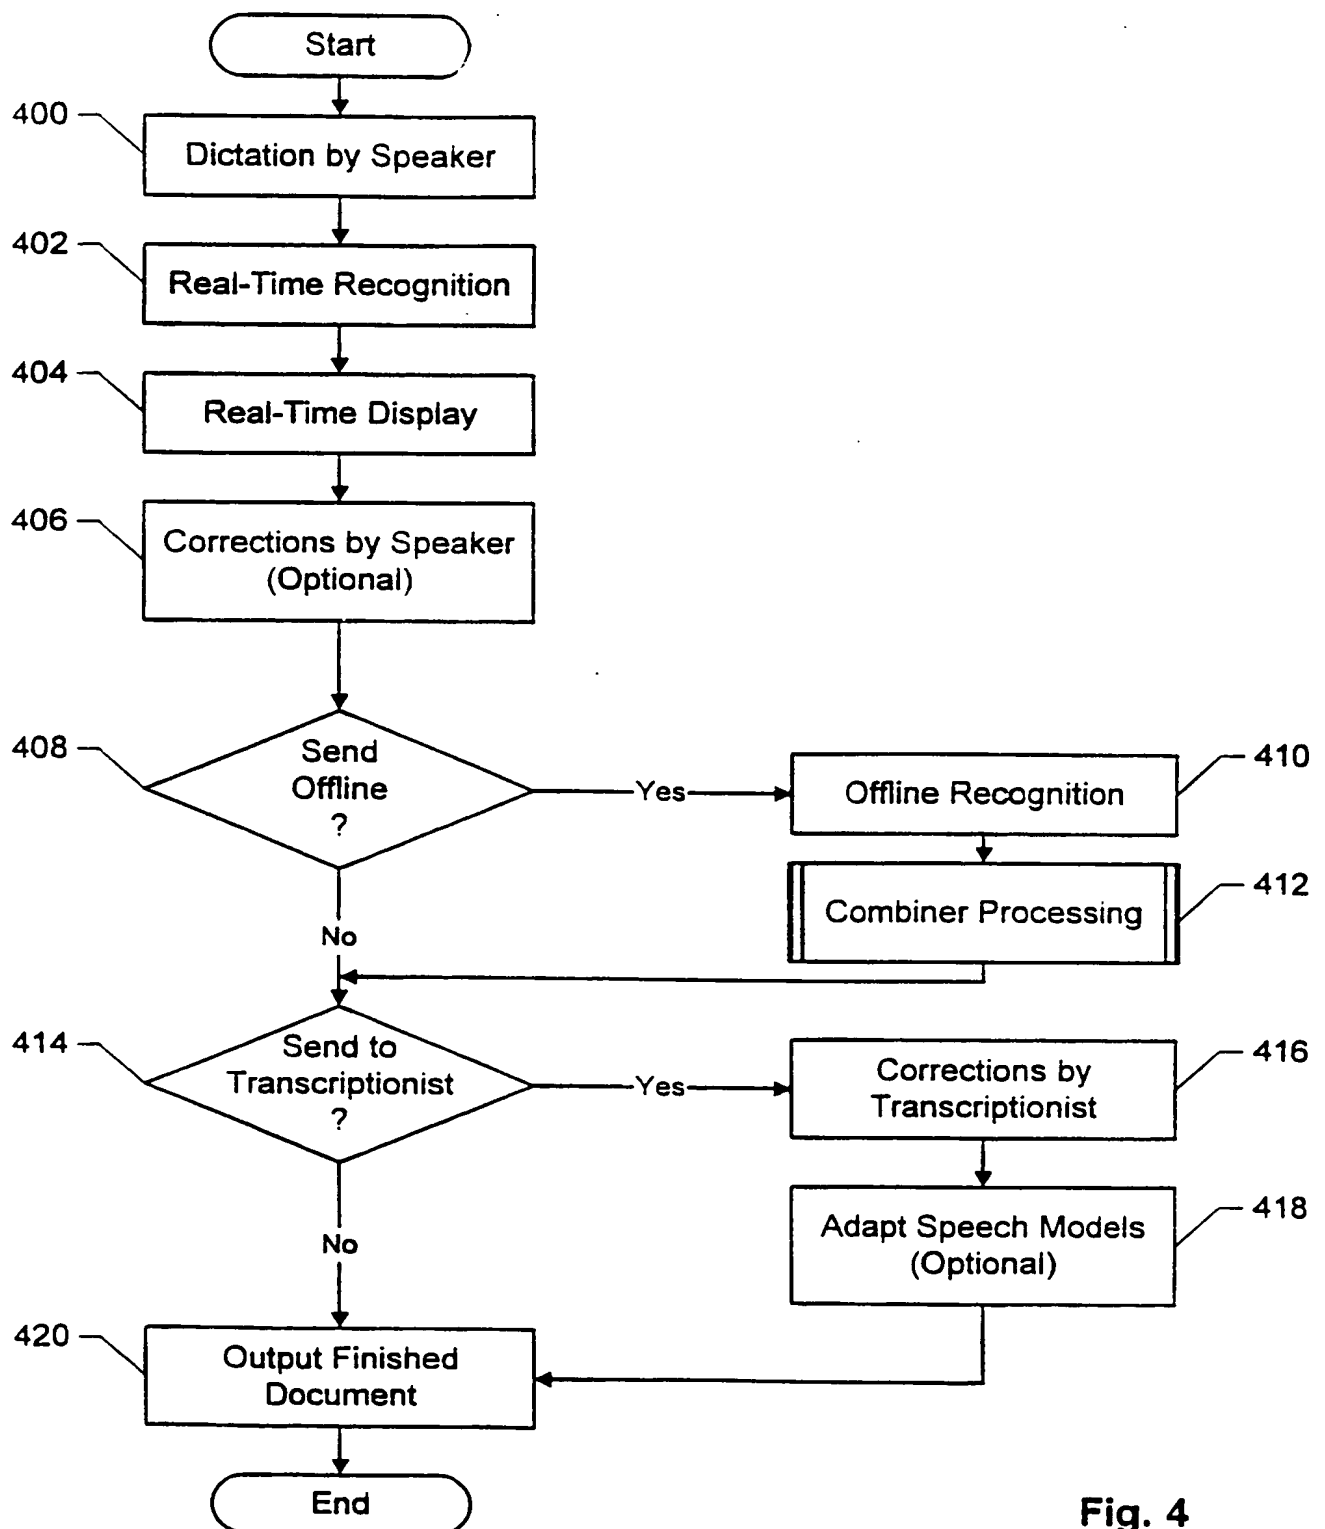 Start
400
Dictation by Speaker
402
Real-Time Recognition
404
Real-Time Display
406
Corrections by Speaker
(Optional)
408
Send
Offline
?
Yes
410
Offline Recognition
412
Combiner Processing
No
414
Send to
Transcriptionist
?
Yes
416
Corrections by
Transcriptionist
418
Adapt Speech Models
(Optional)
No
420
Output Finished
Document
End
Fig. 4